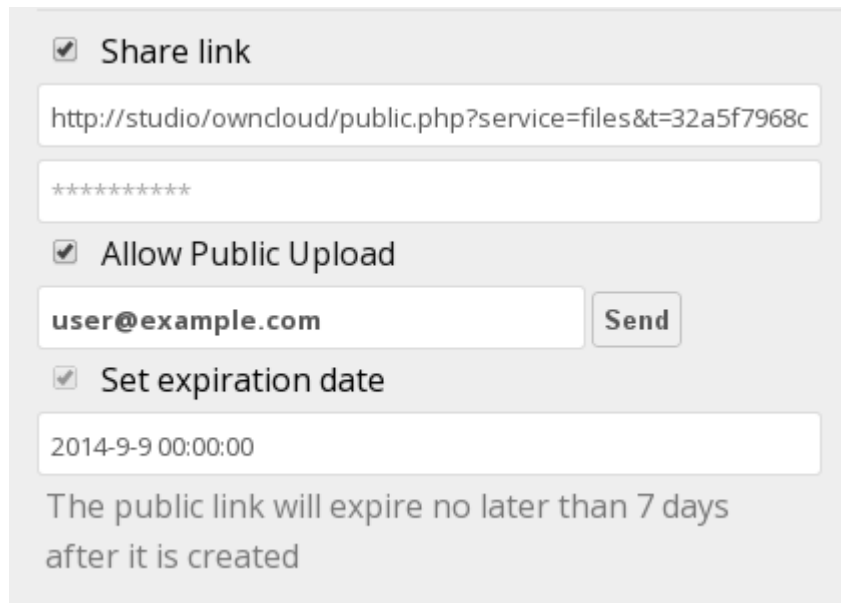 Share link
http://studio/owncloud/public.php?service=files&t=32a5f7968c
**********
Allow Public Upload
user@example.com Send
Set expiration date
2014-9-9 00:00:00
The public link will expire no later than 7 days
after it is created